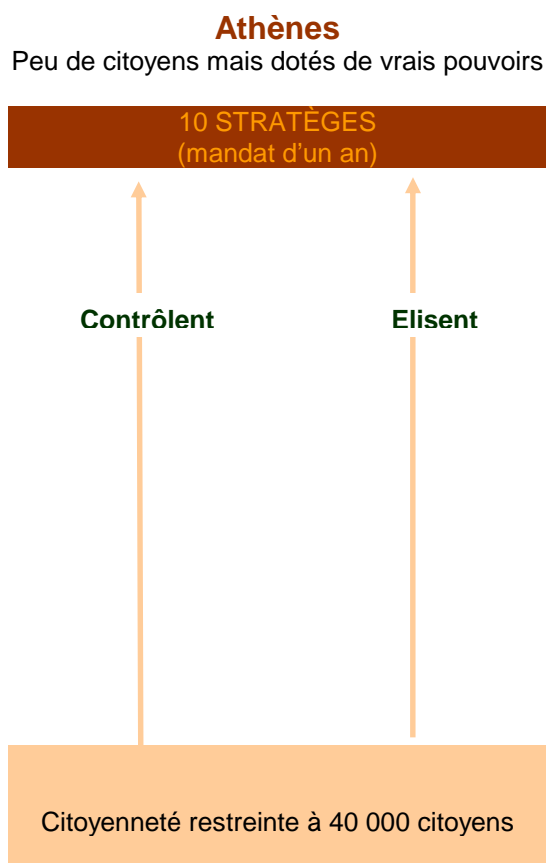 Athènes
Peu de citoyens mais dotés de vrais pouvoirs
10 STRATÈGES
(mandat d'un an)
Contrôlent
Elisent
Citoyenneté restreinte à 40 000 citoyens